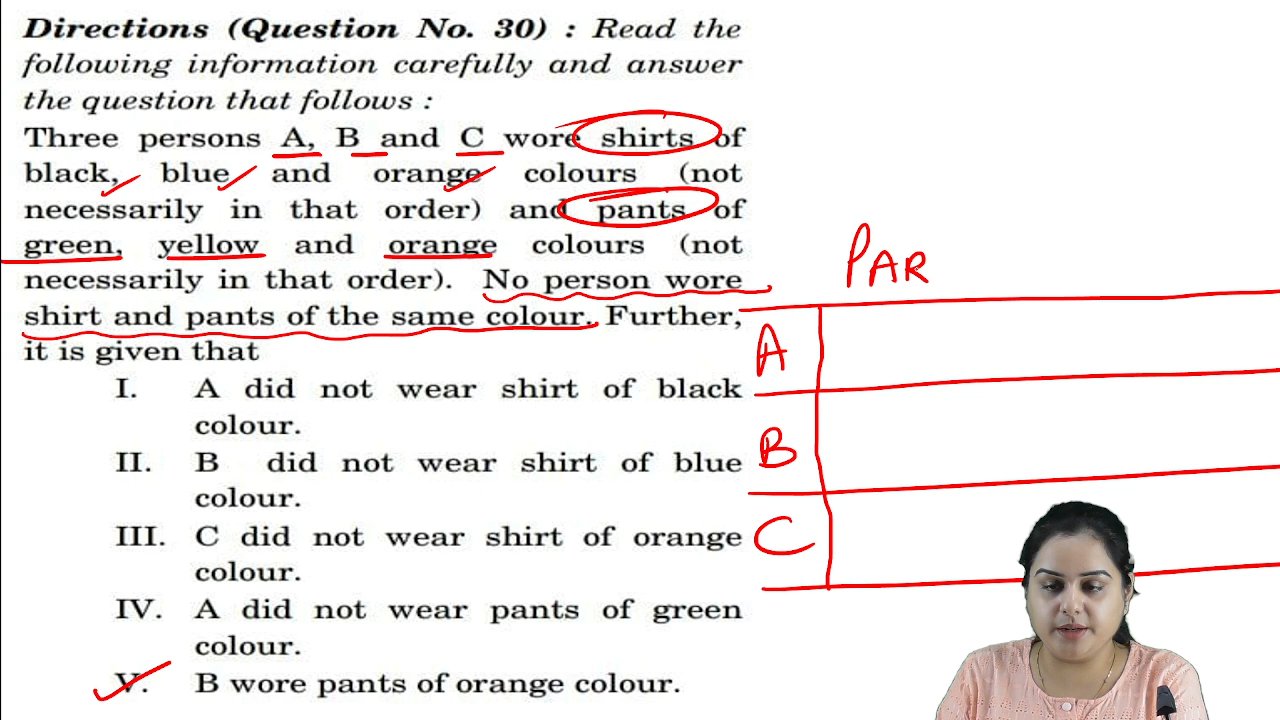 Directions (Question No. 30) : Read the
following information carefully and answer
the question that follows :
Three persons A, B and C wore shirts of
black, blue and orange colours (not
necessarily in that order) and pants of
green, yellow and orange colours (not
necessarily in that order). No person wore
shirt and pants of the same colour. Further,
it is given that
I. A did not wear shirt of black
colour.
II. B did not wear shirt of blue
colour.
III. C did not wear shirt of orange
colour.
IV. A did not wear pants of green
colour.
V. B wore pants of orange colour.
PAR
A
B
C